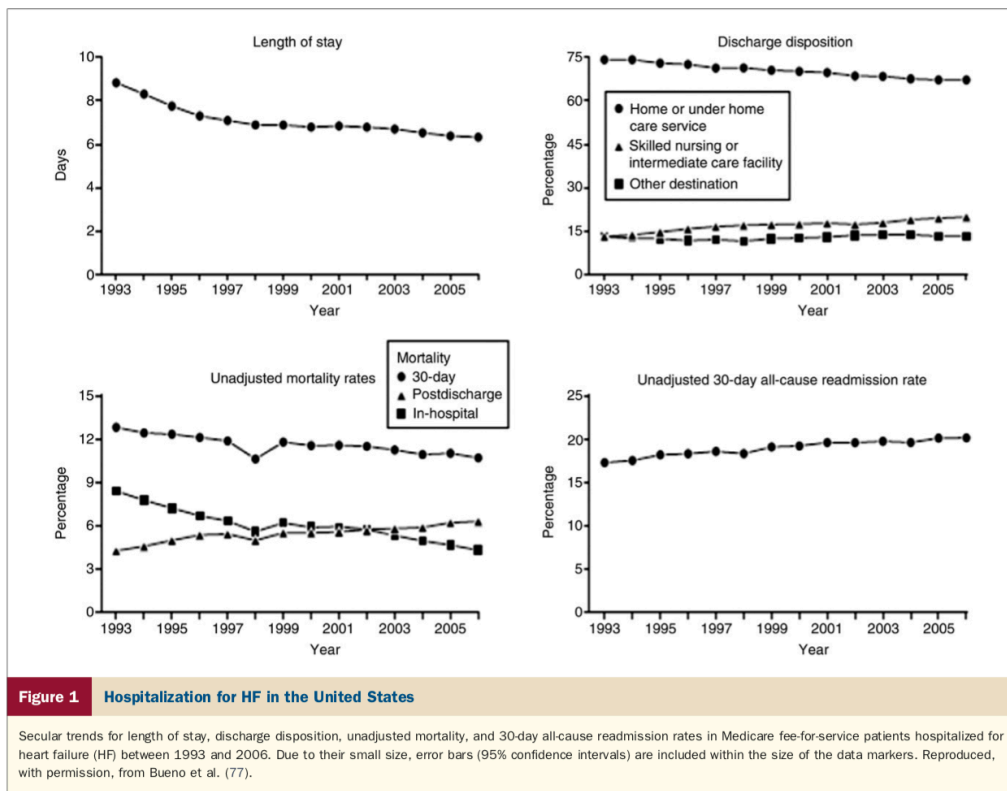 Length of stay
10
8
6
4
2
0
Days
1993 1995 1997 1999 2001 2003 2005
Year
Discharge disposition
75
60
45
30
15
0
Percentage
Home or under home
care service
Skilled nursing or
intermediate care facility
Other destination
1993 1995 1997 1999 2001 2003 2005
Year
Unadjusted mortality rates
Mortality
30-day
Postdischarge
In-hospital
15
12
9
6
3
0
Percentage
1993 1995 1997 1999 2001 2003 2005
Year
Unadjusted 30-day all-cause readmission rate
25
20
15
10
5
0
Percentage
1993 1995 1997 1999 2001 2003 2005
Year
Figure 1 Hospitalization for HF in the United States
Secular trends for length of stay, discharge disposition, unadjusted mortality, and 30-day all-cause readmission rates in Medicare fee-for-service patients hospitalized for
heart failure (HF) between 1993 and 2006. Due to their small size, error bars (95% confidence intervals) are included within the size of the data markers. Reproduced,
with permission, from Bueno et al. (77).